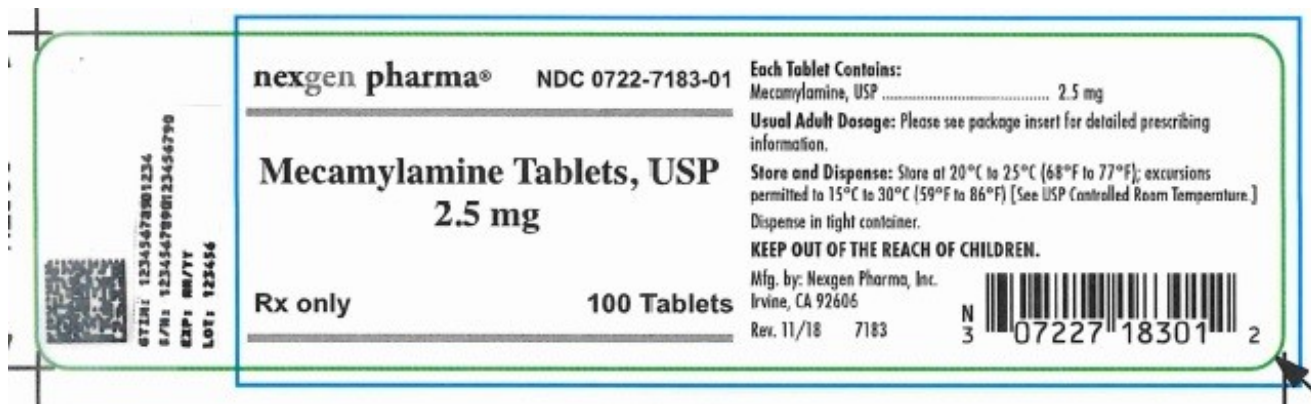 GTIN: 12345678901234
S/N: 12345678901234567890
EXP: MM/YY
LOT: 123456
nexgen pharma® NDC 0722-7183-01
Mecamylamine Tablets, USP
2.5 mg
Rx only 100 Tablets
Each Tablet Contains:
Mecamylamine, USP ...................................... 2.5 mg
Usual Adult Dosage: Please see package insert for detailed prescribing
information.
Store and Dispense: Store at 20°C to 25°C (68°F to 77°F); excursions
permitted to 15°C to 30°C (59°F to 86°F) [See USP Controlled Room Temperature.]
Dispense in tight container.
KEEP OUT OF THE REACH OF CHILDREN.
Mfg. by: Nexgen Pharma, Inc.
Irvine, CA 92606
Rev. 11/18 7183
N
3 07227 18301 2